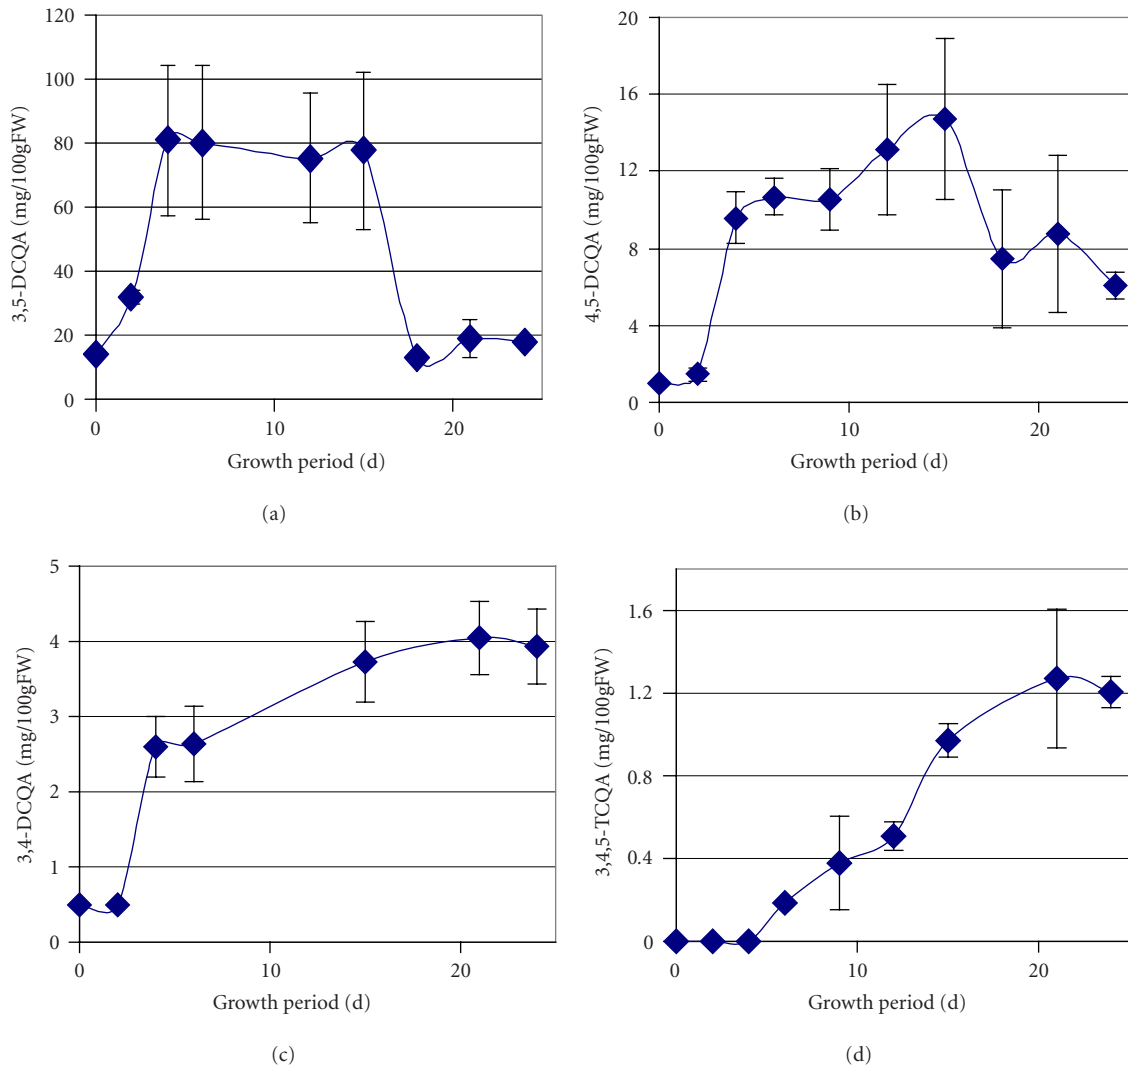 120
100
80
60
40
20
0
3,5-DCQA (mg/100gFW)
0 10 20
Growth period (d)
(a)
20
16
12
8
4
0
4,5-DCQA (mg/100gFW)
0 10 20
Growth period (d)
(b)
5
4
3
2
1
0
3,4-DCQA (mg/100gFW)
0 10 20
Growth period (d)
(c)
1.6
1.2
0.8
0.4
0
3,4,5-TCQA (mg/100gFW)
0 10 20
Growth period (d)
(d)